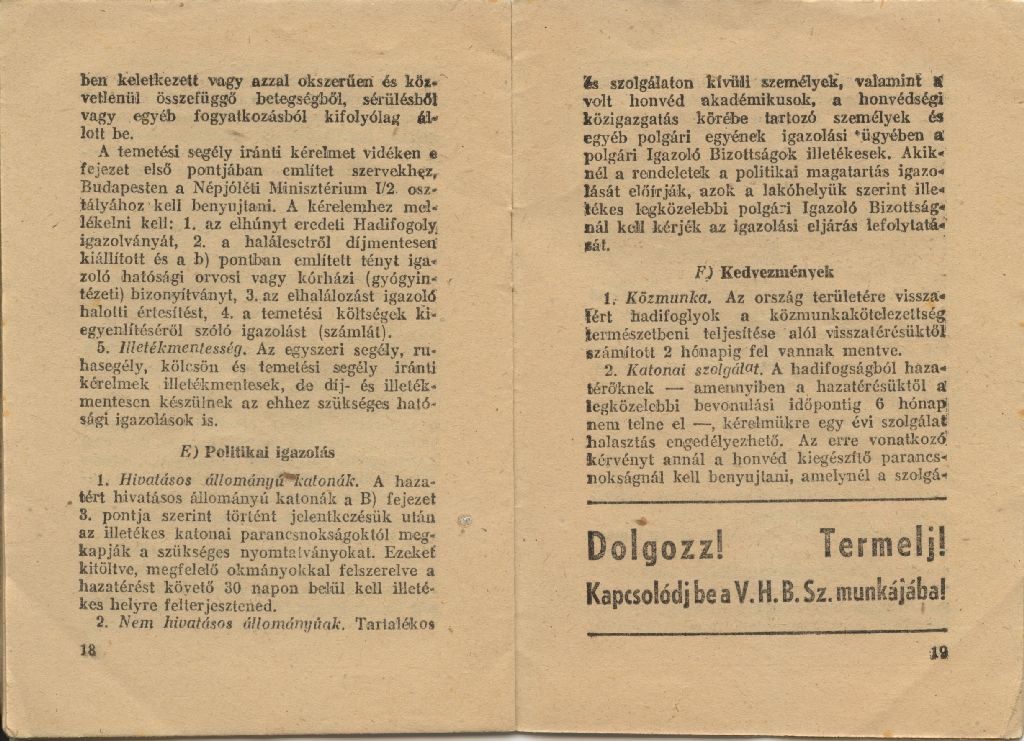 ben keletkezett vagy azzal okszerűen és köz-
vetlenül összefüggő betegségből, sérülésből
vagy egyéb fogyatkozásból kifolyólag ál-
lott be.
A temetési segély iránti kérelmet vidéken e
fejezet első pontjában említet szervekhez,
Budapesten a Népjóléti Minisztérium I/2. osz-
tályához kell benyujtani. A kérelemhez mel-
lékelni kell: 1. az elhúnyt eredeti Hadifogoly
igazolványát, 2. a halálesetről díjmentesen
kiállított és a b) pontban említett tényt iga-
zoló hatósági orvosi vagy kórházi (gyógyin-
tézeti) bizonyítványt, 3. az elhalálozást igazoló
halotti értesítést, 4. a temetési költségek ki-
egyenlítéséről szóló igazolást (számlát).
5. Illetékmentesség. Az egyszeri segély, ru-
hasegély, kölcsön és temetési segély iránti
kérelmek illetékmentesek, de díj- és illeték-
mentesen készülnek az ehhez szükséges ható-
sági igazolások is.
E) Politikai igazolás
1. Hivatásos állományú katonák. A haza-
tért hivatásos állományú katonák a B) fejezet
3. pontja szerint történt jelentkezésük után
az illetékes katonai parancsnokságoktól meg-
kapják a szükséges nyomtatványokat. Ezeket
kitöltve, megfelelő okmányokkal felszerelve a
hazatérést követő 30 napon belül kell illeté-
kes helyre felterjesztened.
2. Nem hivatásos állományúak. Tartalékos
18
és szolgálaton kívüli személyek, valamint a
volt honvéd akadémikusok, a honvédségi
közigazgatás körébe tartozó személyek és
egyéb polgári egyének igazolási ügyében a
polgári Igazoló Bizottságok illetékesek. Akik-
nél a rendeletek a politikai magatartás igazo-
lását előírják, azok a lakóhelyük szerint ille-
tékes legközelebbi polgári Igazoló Bizottság-
nál kell kérjék az igazolási eljárás lefolytatá-
sát.
F) Kedvezmények
1. Közmunka. Az ország területére vissza-
tért hadifoglyok a közmunkakötelezettség
természetbeni teljesítése alól visszatérésüktől
számított 2 hónapig fel vannak mentve.
2. Katonai szolgálat. A hadifogságból haza-
térőknek — amennyiben a hazatérésüktől a
legközelebbi bevonulási időpontig 6 hónap
nem telne el —, kérelmükre egy évi szolgálat
halasztás engedélyezhető. Az erre vonatkozó
kérvényt annál a honvéd kiegészítő parancs-
nokságnál kell benyujtani, amelynél a szolgá-
Dolgozz! Termelj!
Kapcsolódj be a V. H. B. Sz. munkájába!
19